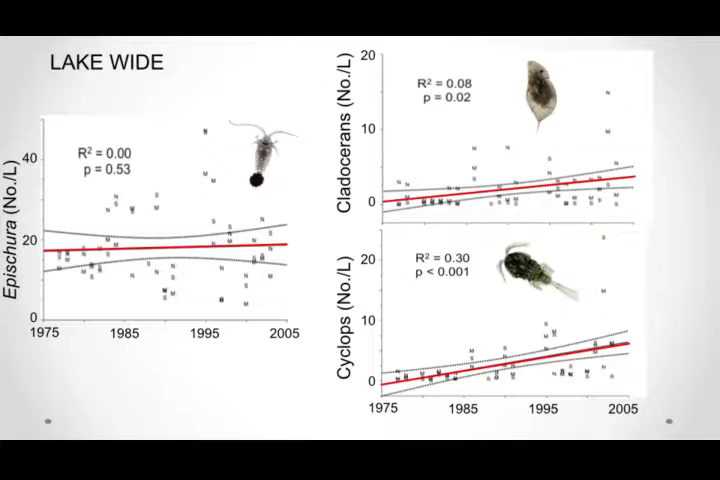 LAKE WIDE
Epischura (No./L)
R² = 0.00
p = 0.53
40
20
0
1975
1985
1995
2005
Cladocerans (No./L)
R² = 0.08
p = 0.02
20
10
0
Cyclops (No./L)
R² = 0.30
p < 0.001
20
10
0
1975
1985
1995
2005